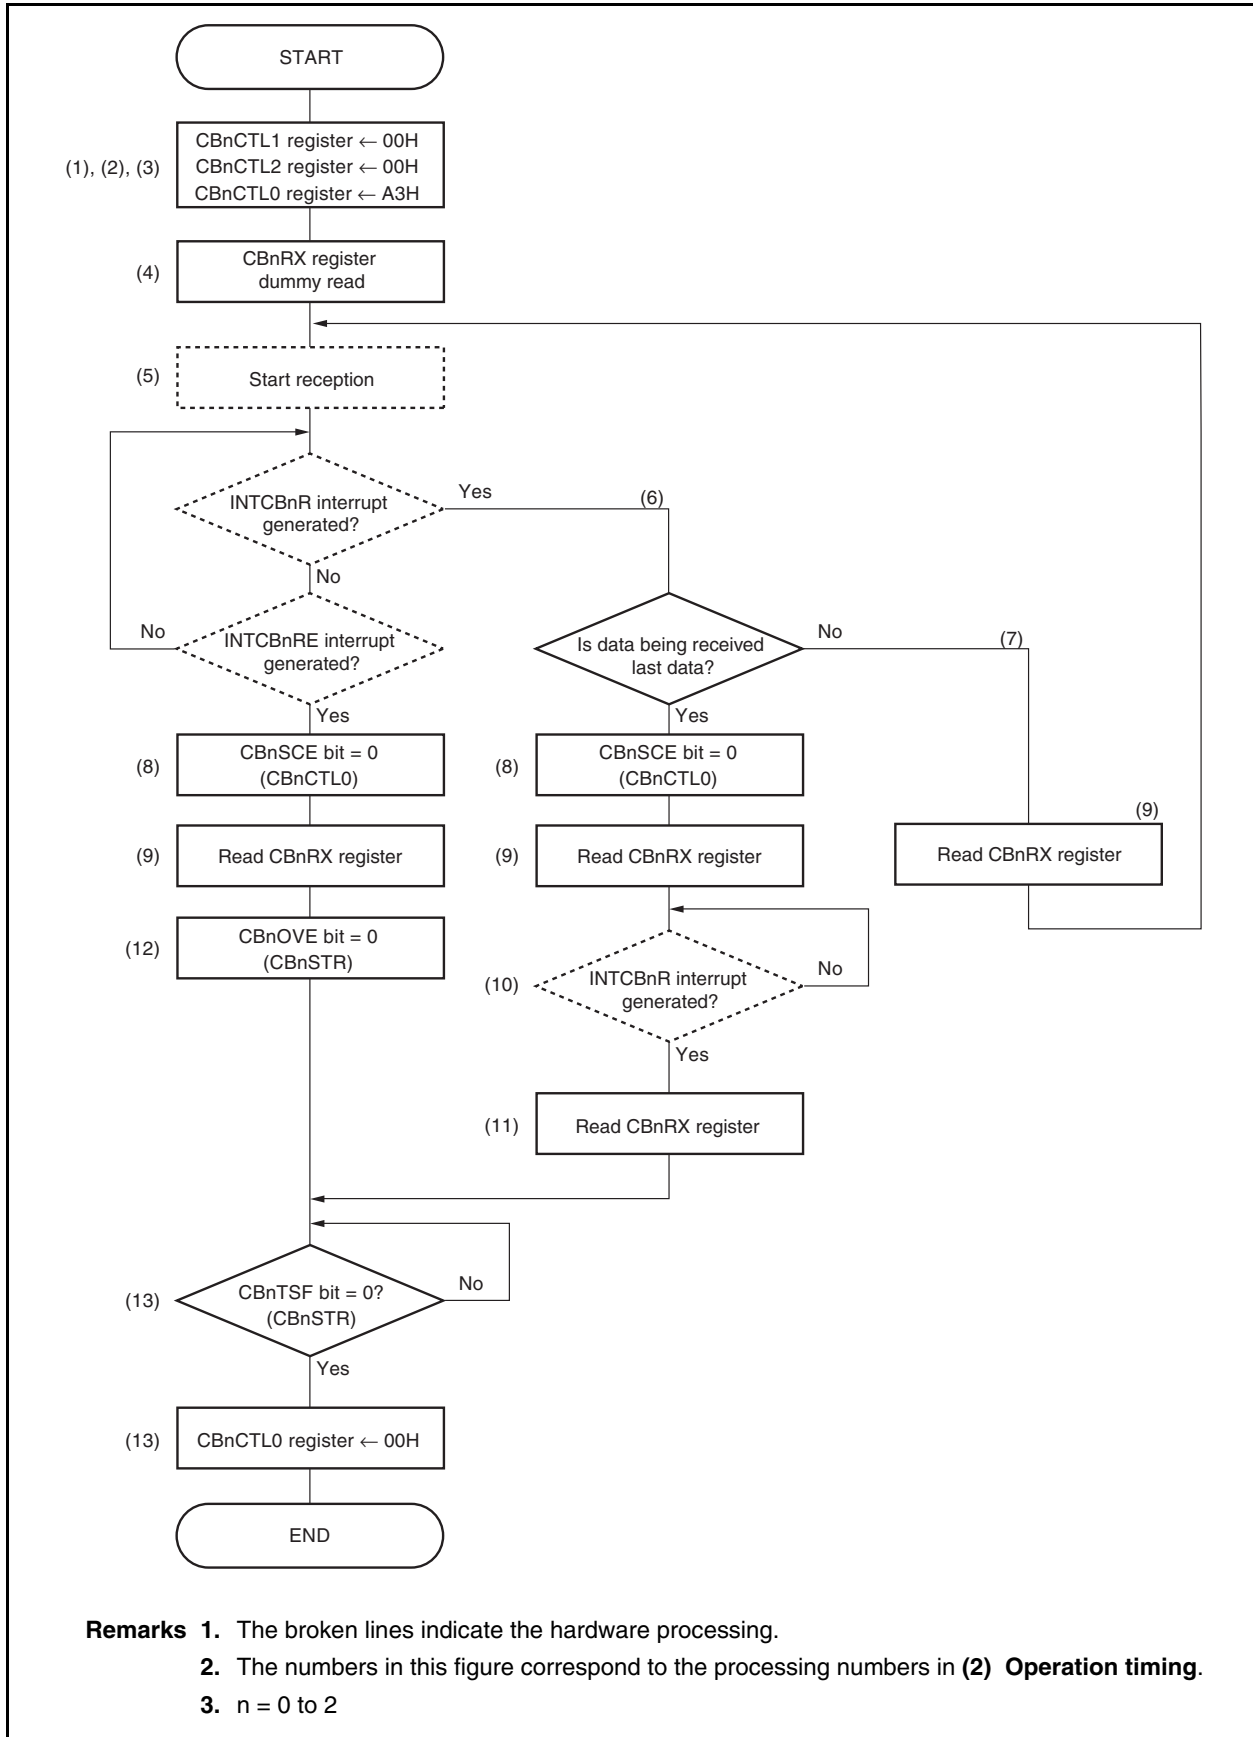 START
(1), (2), (3)
CBnCTL1 register ← 00H
CBnCTL2 register ← 00H
CBnCTL0 register ← A3H
(4)
CBnRX register
dummy read
(5)
Start reception
INTCBnR interrupt
generated?
Yes
(6)
No
INTCBnRE interrupt
generated?
No
Yes
Is data being received
last data?
No
(7)
Yes
(8)
CBnSCE bit = 0
(CBnCTL0)
(8)
CBnSCE bit = 0
(CBnCTL0)
(9)
Read CBnRX register
(9)
Read CBnRX register
(9)
Read CBnRX register
(12)
CBnOVE bit = 0
(CBnSTR)
(10)
INTCBnR interrupt
generated?
No
Yes
(11)
Read CBnRX register
(13)
CBnTSF bit = 0?
(CBnSTR)
No
Yes
(13)
CBnCTL0 register ← 00H
END
Remarks 1. The broken lines indicate the hardware processing.
2. The numbers in this figure correspond to the processing numbers in (2) Operation timing.
3. n = 0 to 2